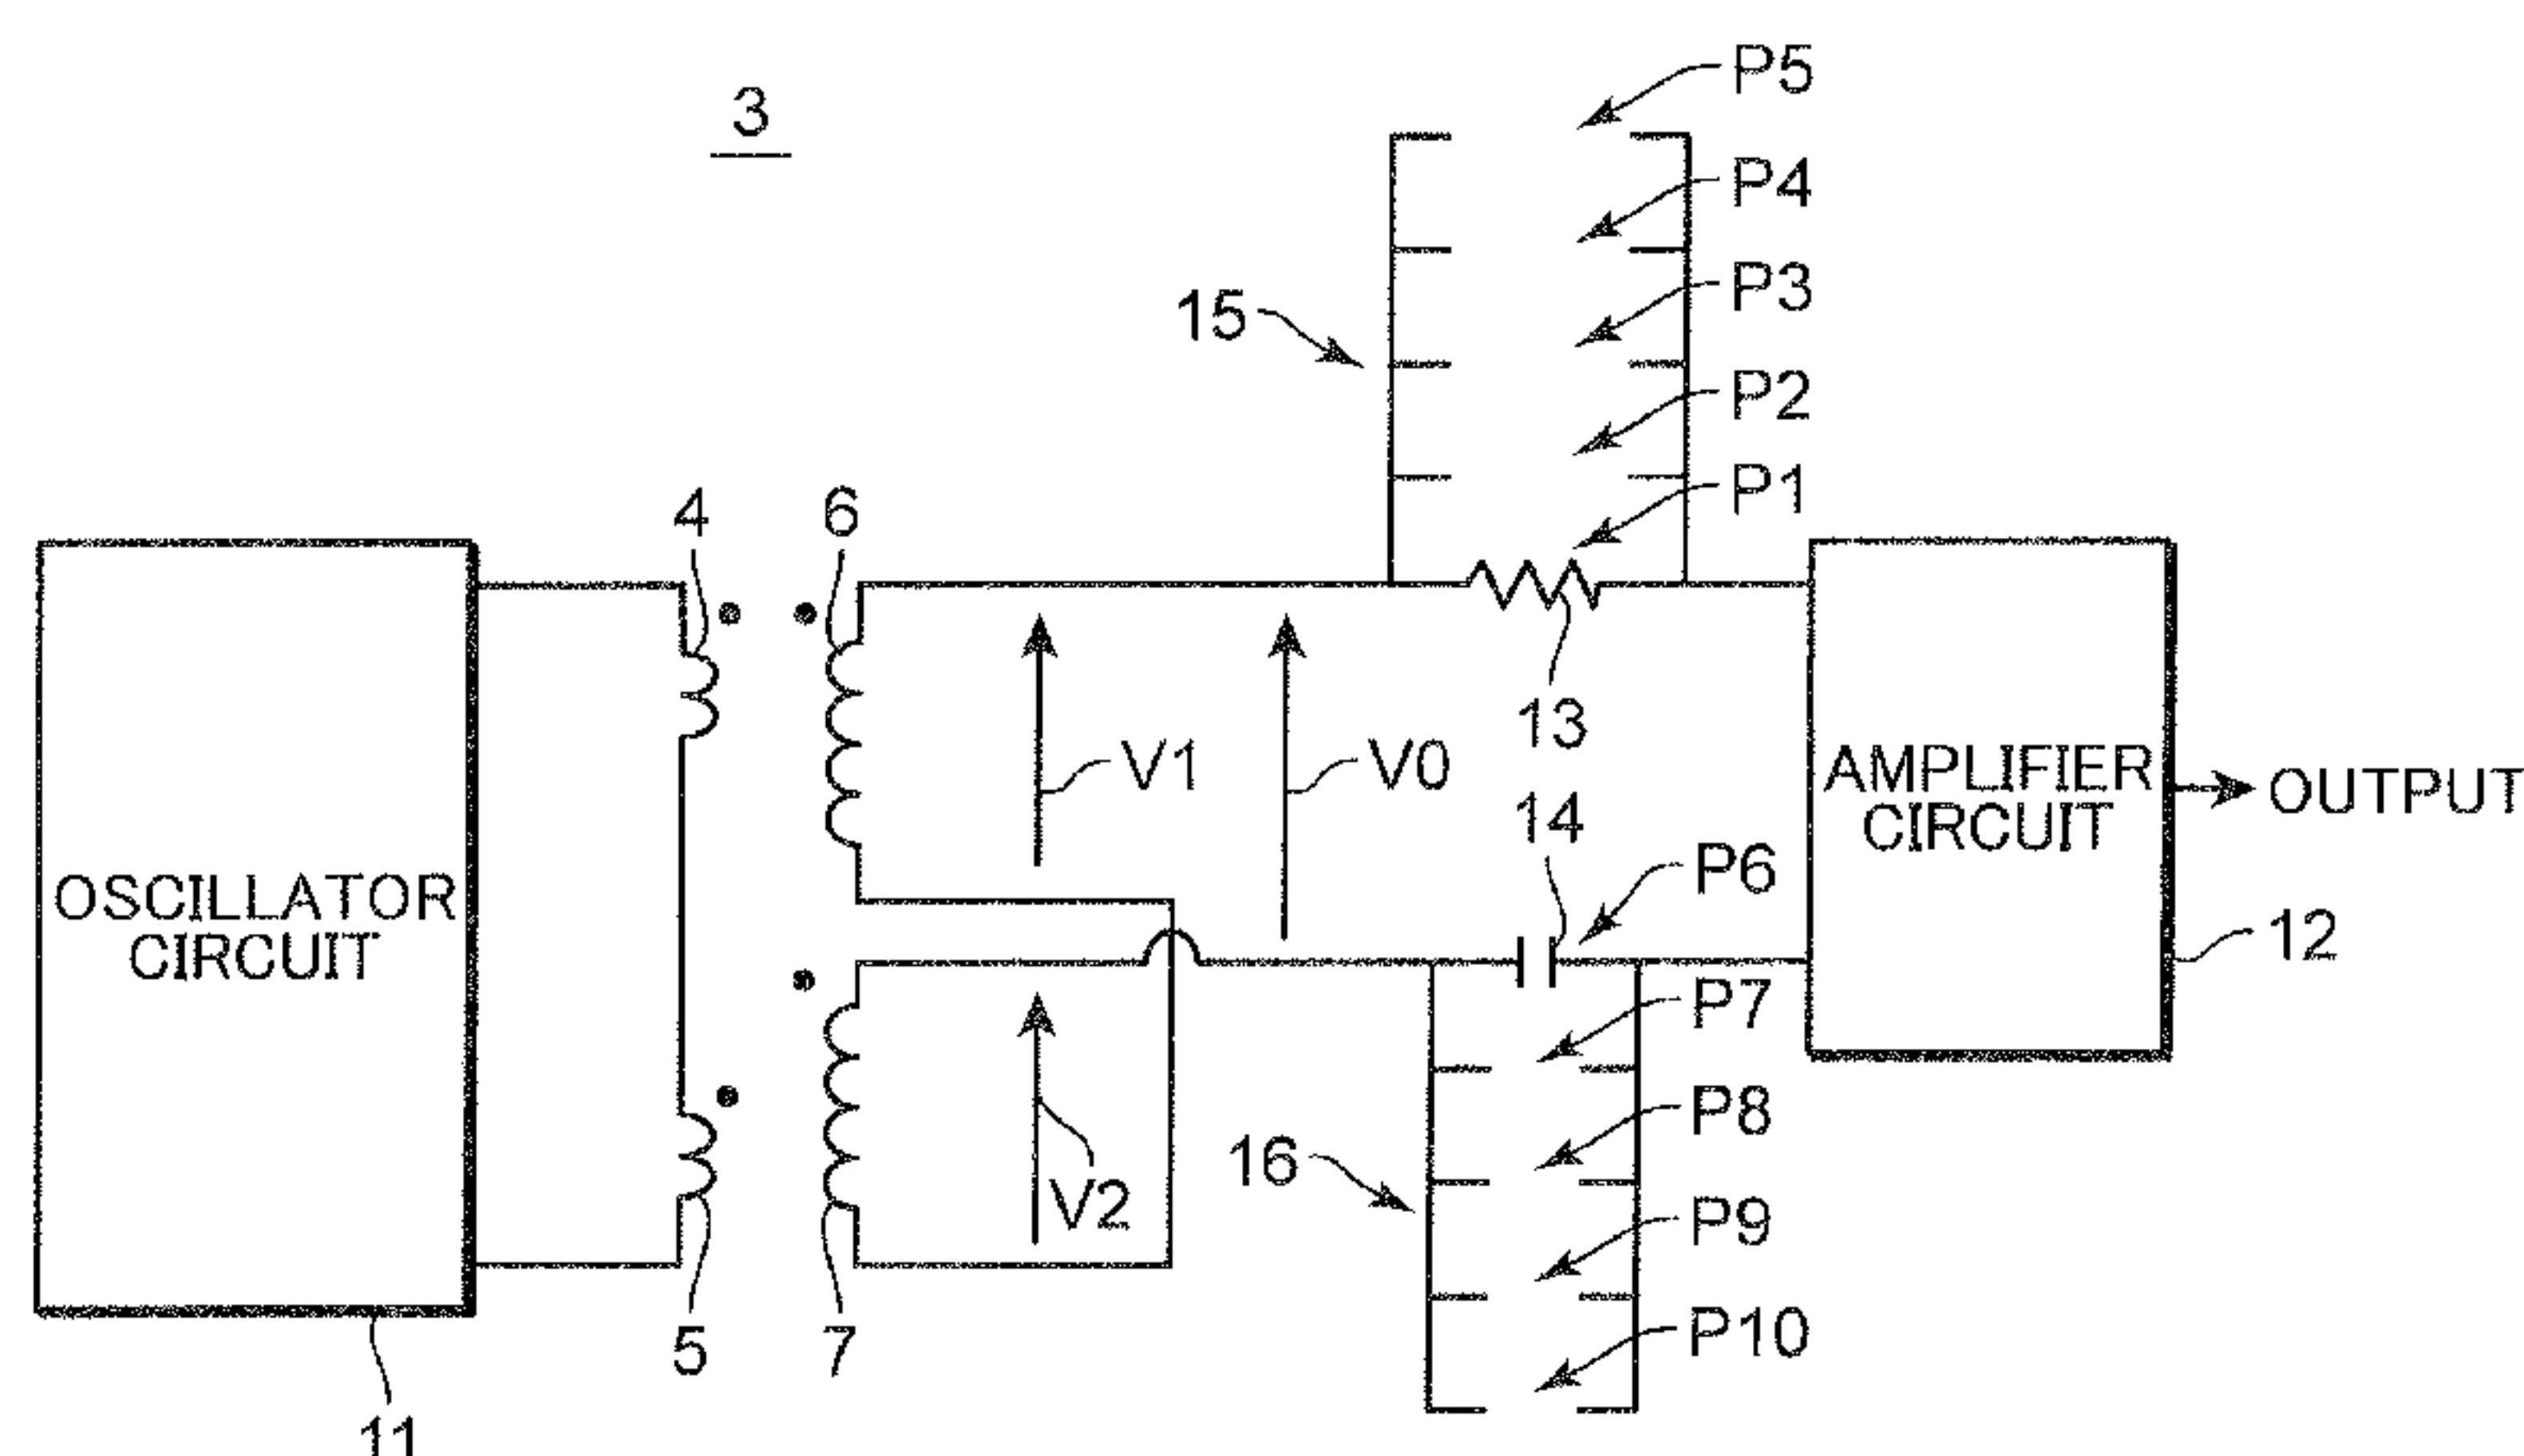 3
P5
P4
P3
15
P2
P1
4
6
13
V1
V0
14
AMPLIFIER
CIRCUIT
OUTPUT
P6
OSCILLATOR
CIRCUIT
12
P7
P8
16
V2
P9
P10
5
7
11